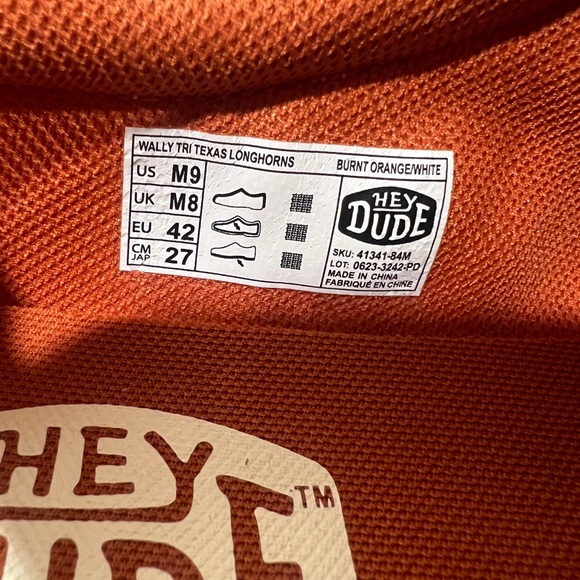 WALLY TRI TEXAS LONGHORNS BURNT ORANGE/WHITE
US M9
UK M8
EU 42
CM JAP 27
HEY
DUDE
SKU: 41341-84M
LOT: 0623-3242-PD
MADE IN CHINA
FABRIQUÉ EN CHINE
HEY
DUDE
TM